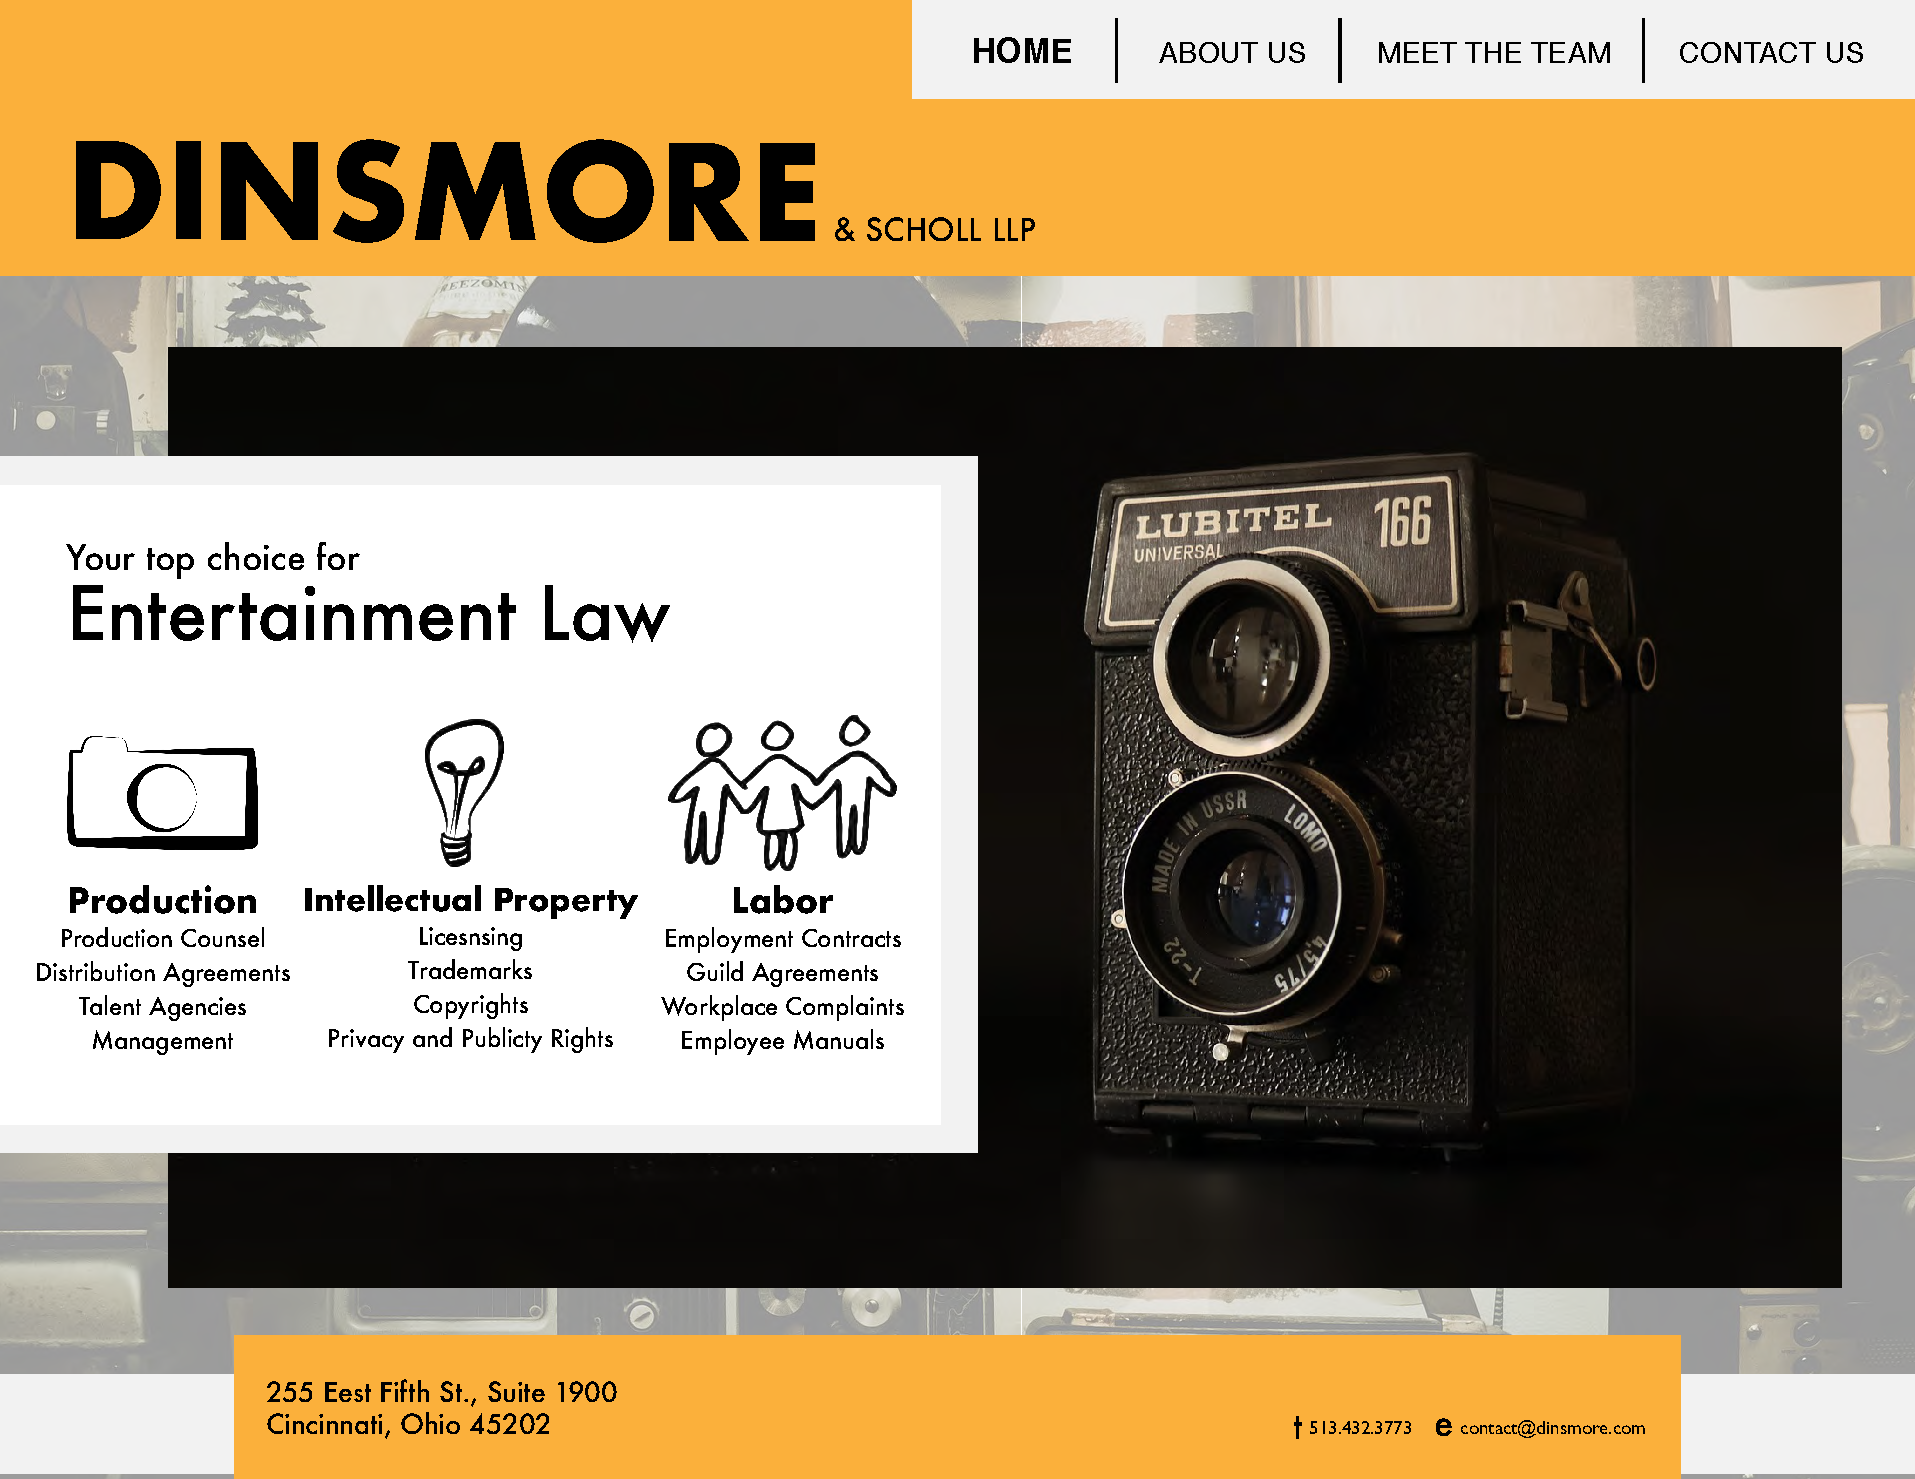 HOME
ABOUT US
MEET THE TEAM
CONTACT US
DINSMORE & SCHOLL LLP
REEZOMIN
LUBITEL 166
UNIVERSAL
Your top choice for
Entertainment Law
MADE IN USSR LOMO
T-22 4,5/75
Production
Production Counsel
Distribution Agreements
Talent Agencies
Management
Intellectual Property
Licesnsing
Trademarks
Copyrights
Privacy and Publicty Rights
Labor
Employment Contracts
Guild Agreements
Workplace Complaints
Employee Manuals
255 Eest Fifth St., Suite 1900
Cincinnati, Ohio 45202
t 513.432.3773 e contact@dinsmore.com